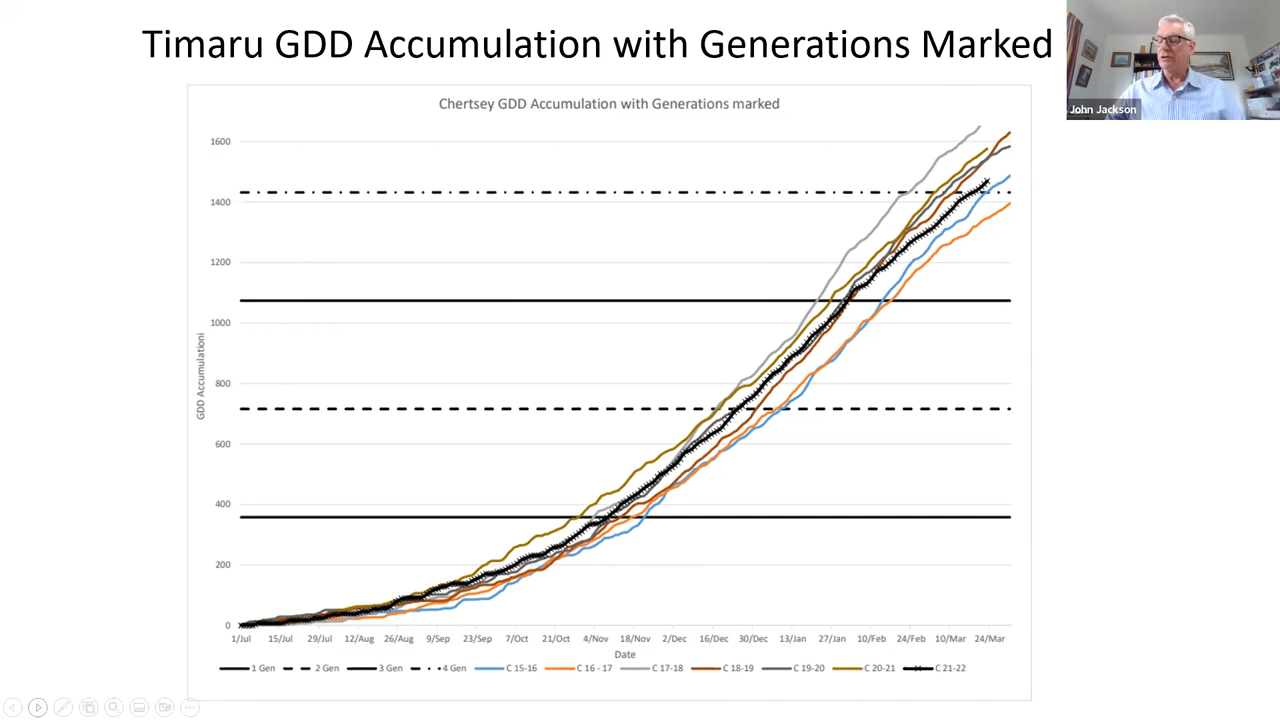 Timaru GDD Accumulation with Generations Marked
John Jackson
Chertsey GDD Accumulation with Generations marked
1600
1400
1200
1000
800
600
400
200
0
GDD Accumulationi
1/Jul 15/Jul 29/Jul 12/Aug 26/Aug 9/Sep 23/Sep 7/Oct 21/Oct 4/Nov 18/Nov 2/Dec 16/Dec 30/Dec 13/Jan 27/Jan 10/Feb 24/Feb 10/Mar 24/Mar
Date
1 Gen 2 Gen 3 Gen 4 Gen C 15-16 C 16 - 17 C 17-18 C 18-19 C 19-20 C 20-21 C 21-22